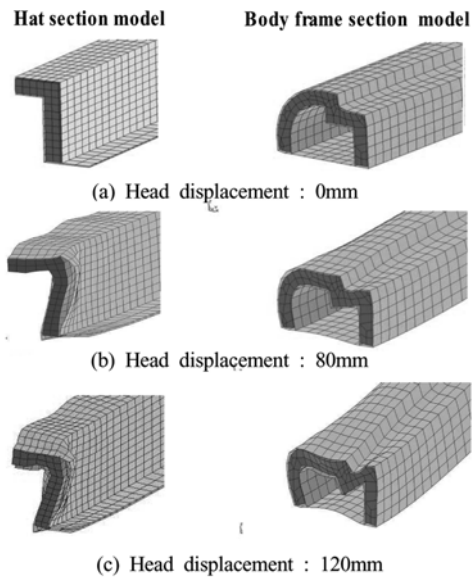 Hat section model Body frame section model
(a) Head displacement : 0mm
(b) Head displacement : 80mm
(c) Head displacement : 120mm